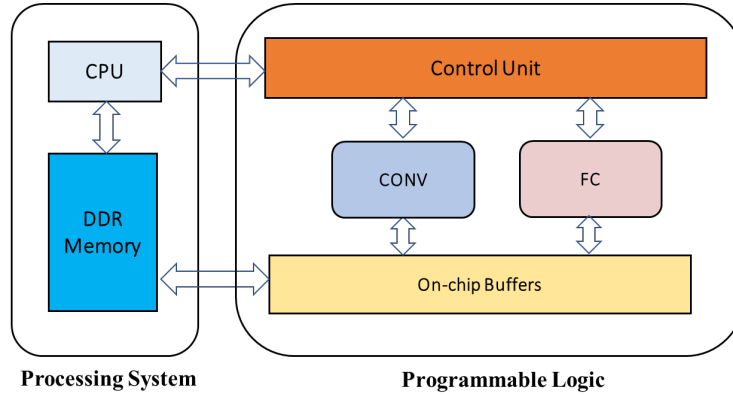 CPU
Control Unit
DDR
Memory
CONV
FC
On-chip Buffers
Processing System
Programmable Logic